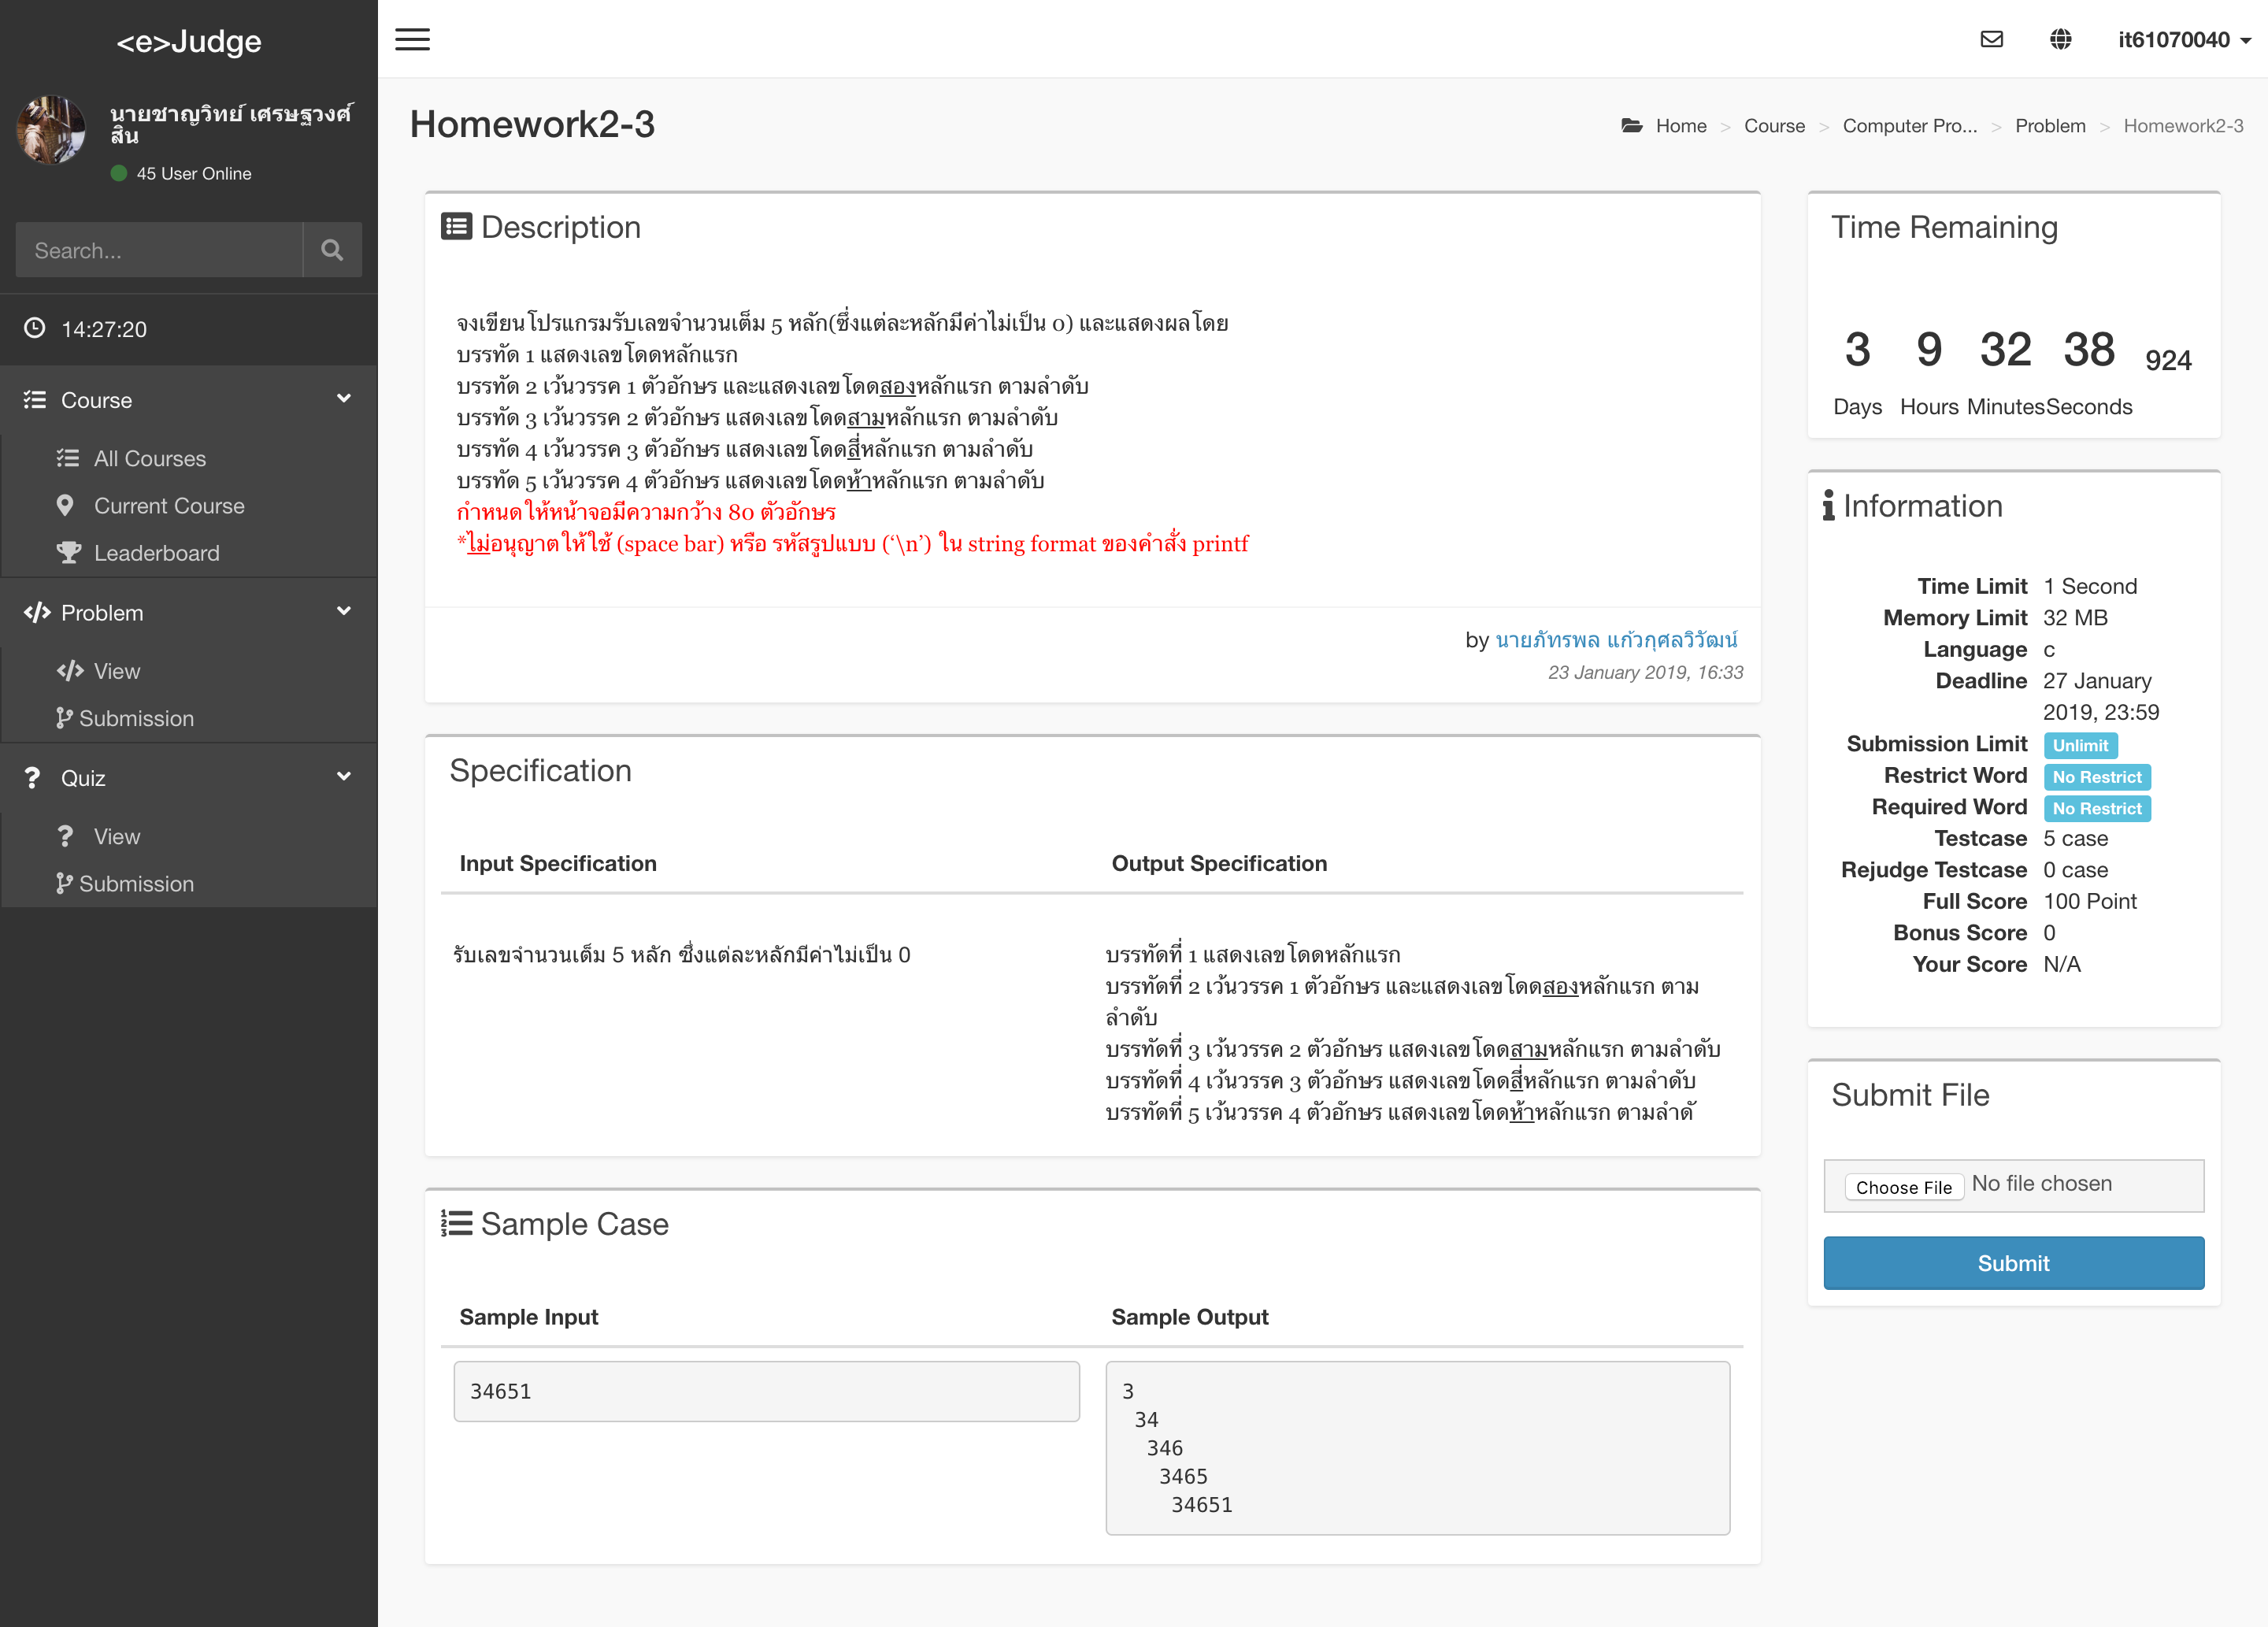 <e>Judge
นายชาญวิทย์ เศรษฐวงศ์
สิน
45 User Online
Search...
14:27:20
Course
All Courses
Current Course
Leaderboard
Problem
View
Submission
Quiz
View
Submission
it61070040
Homework2-3
Home > Course > Computer Pro... > Problem > Homework2-3
Description
จงเขียนโปรแกรมรับเลขจำนวนเต็ม 5 หลัก(ซึ่งแต่ละหลักมีค่าไม่เป็น 0) และแสดงผลโดย
บรรทัด 1 แสดงเลขโดดหลักแรก
บรรทัด 2 เว้นวรรค 1 ตัวอักษร และแสดงเลขโดดสองหลักแรก ตามลำดับ
บรรทัด 3 เว้นวรรค 2 ตัวอักษร แสดงเลขโดดสามหลักแรก ตามลำดับ
บรรทัด 4 เว้นวรรค 3 ตัวอักษร แสดงเลขโดดสี่หลักแรก ตามลำดับ
บรรทัด 5 เว้นวรรค 4 ตัวอักษร แสดงเลขโดดห้าหลักแรก ตามลำดับ
กำหนดให้หน้าจอมีความกว้าง 80 ตัวอักษร
*ไม่อนุญาตให้ใช้ (space bar) หรือ รหัสรูปแบบ (‘\n’) ใน string format ของคำสั่ง printf
by นายภัทรพล แก้วกุศลวิวัฒน์
23 January 2019, 16:33
Specification
Input Specification
Output Specification
รับเลขจำนวนเต็ม 5 หลัก ซึ่งแต่ละหลักมีค่าไม่เป็น 0
บรรทัดที่ 1 แสดงเลขโดดหลักแรก
บรรทัดที่ 2 เว้นวรรค 1 ตัวอักษร และแสดงเลขโดดสองหลักแรก ตาม
ลำดับ
บรรทัดที่ 3 เว้นวรรค 2 ตัวอักษร แสดงเลขโดดสามหลักแรก ตามลำดับ
บรรทัดที่ 4 เว้นวรรค 3 ตัวอักษร แสดงเลขโดดสี่หลักแรก ตามลำดับ
บรรทัดที่ 5 เว้นวรรค 4 ตัวอักษร แสดงเลขโดดห้าหลักแรก ตามลำดั
Sample Case
Sample Input
Sample Output
34651
3
 34
  346
   3465
    34651
Time Remaining
3 9 32 38 924
Days Hours Minutes Seconds
Information
Time Limit 1 Second
Memory Limit 32 MB
Language c
Deadline 27 January
2019, 23:59
Submission Limit Unlimit
Restrict Word No Restrict
Required Word No Restrict
Testcase 5 case
Rejudge Testcase 0 case
Full Score 100 Point
Bonus Score 0
Your Score N/A
Submit File
Choose File No file chosen
Submit